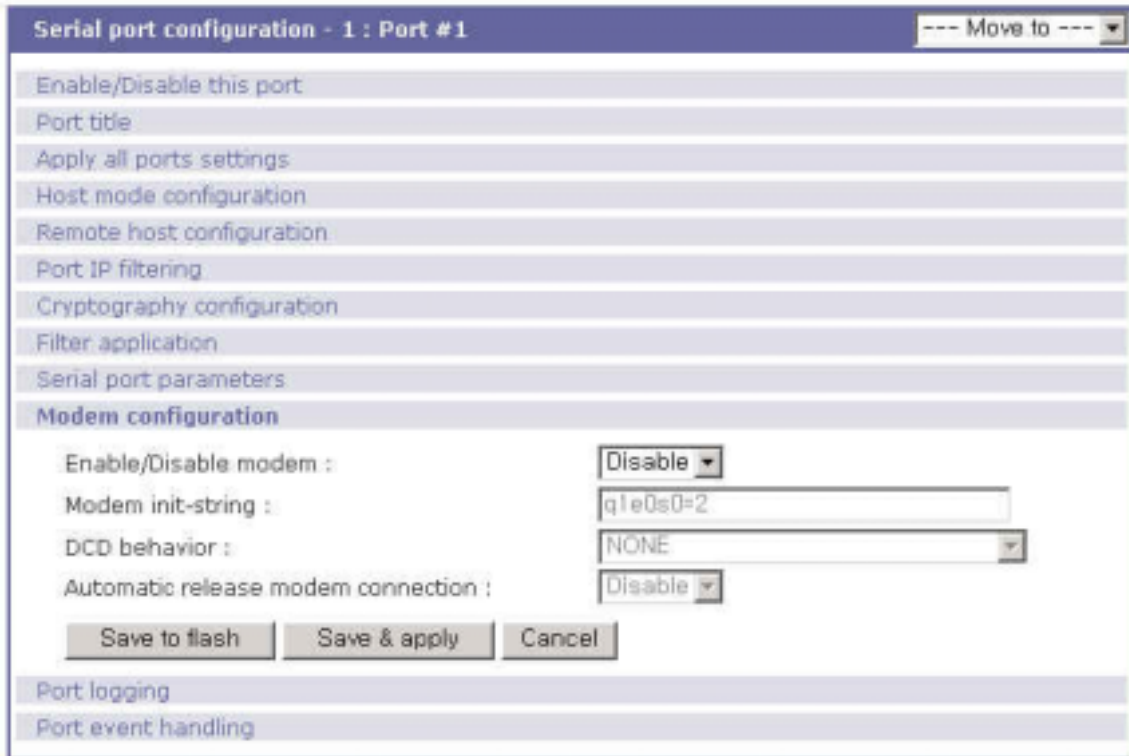 Serial port configuration - 1 : Port #1 --- Move to ---
Enable/Disable this port
Port title
Apply all ports settings
Host mode configuration
Remote host configuration
Port IP filtering
Cryptography configuration
Filter application
Serial port parameters
Modem configuration
Enable/Disable modem : Disable
Modem init-string : q1e0s0=2
DCD behavior : NONE
Automatic release modem connection : Disable
Save to flash Save & apply Cancel
Port logging
Port event handling